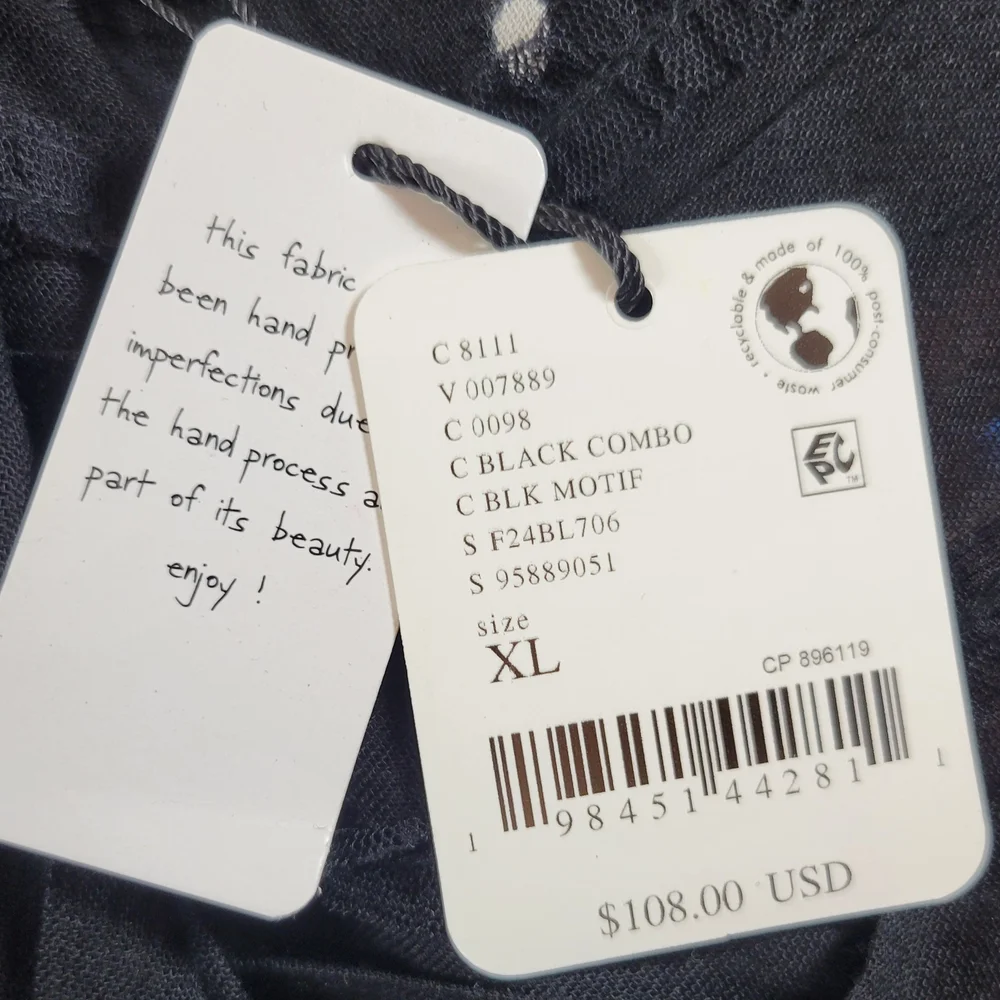 this fabric
been hand
imperfections due
the hand process
part of its beauty.
enjoy !
recyclable & made of 100% post-consumer waste •
C 8111
V 007889
C 0098
C BLACK COMBO
C BLK MOTIF
S F24BL706
S 95889051
EPC™
size
XL
CP 896119
1 98451 44281 1
$108.00 USD